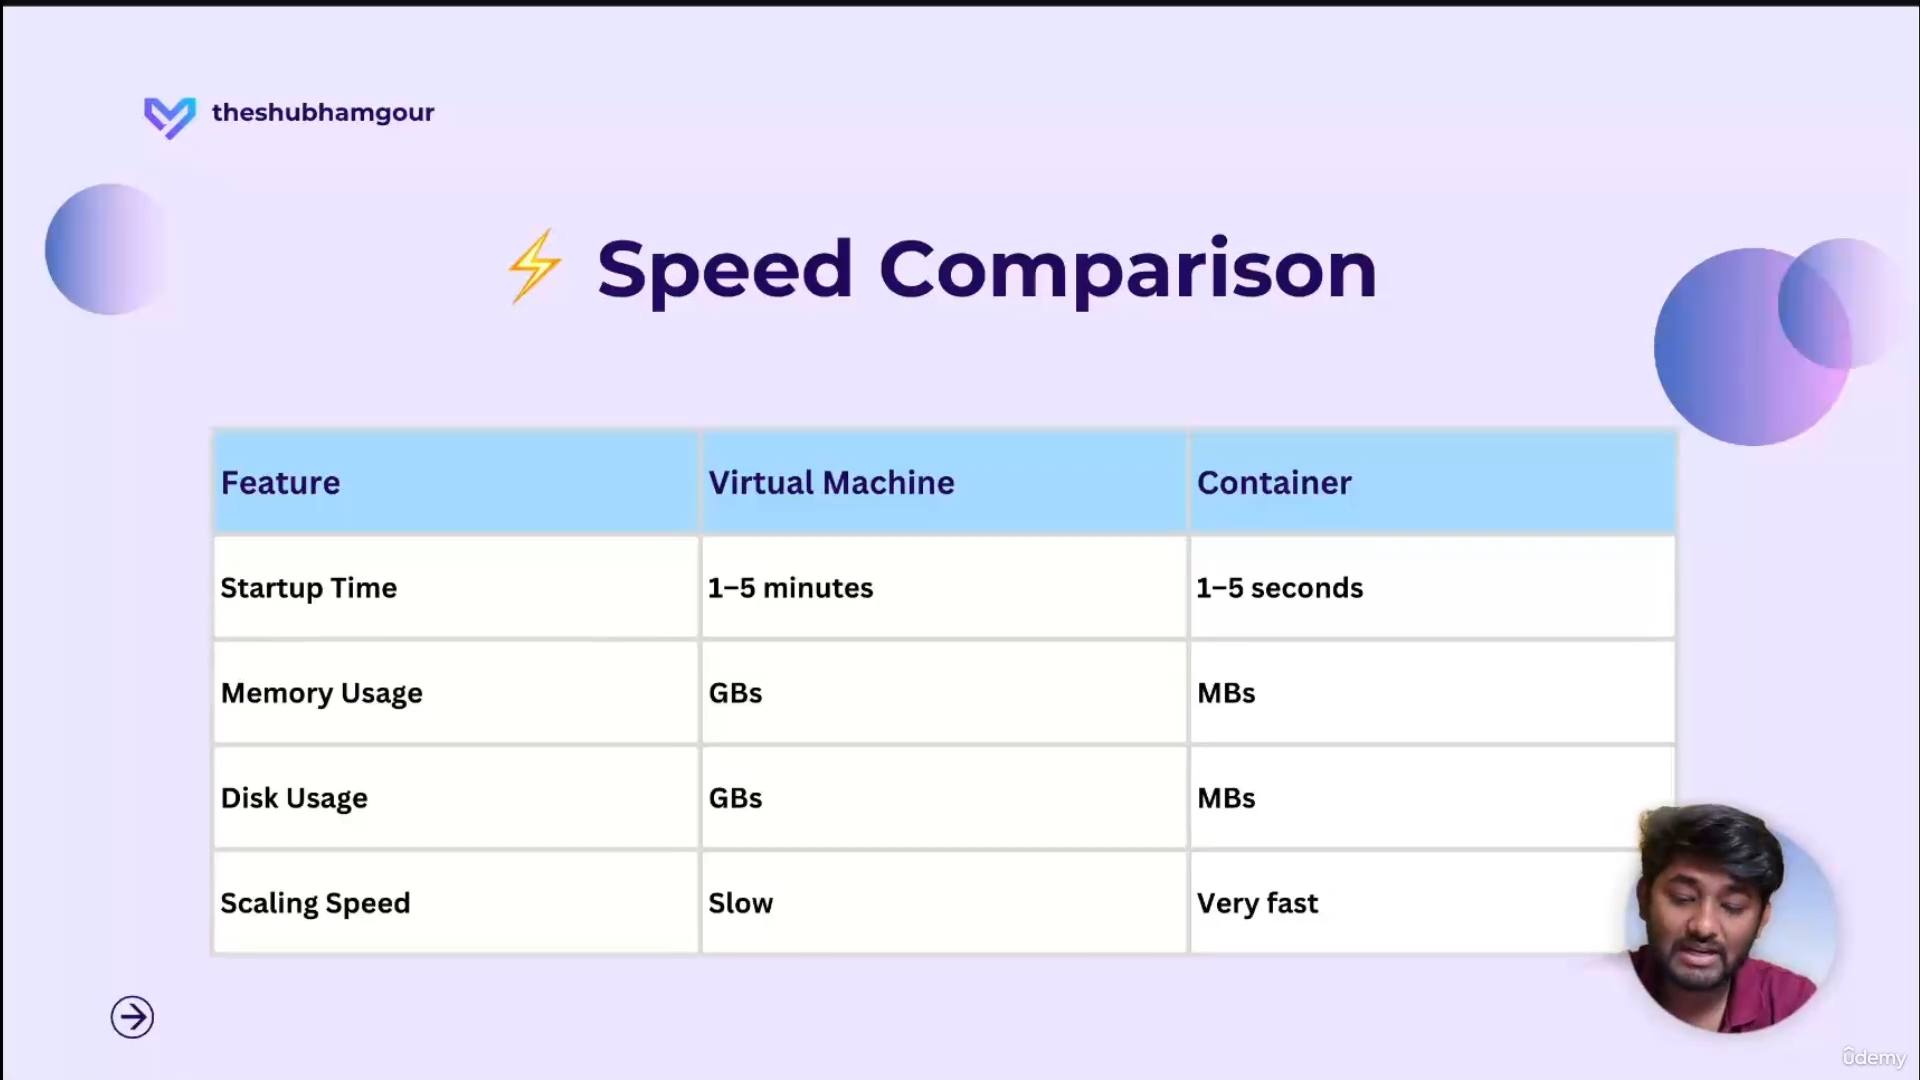 theshubhamgour
⚡ Speed Comparison
Feature Virtual Machine Container
Startup Time 1–5 minutes 1–5 seconds
Memory Usage GBs MBs
Disk Usage GBs MBs
Scaling Speed Slow Very fast
ûdemy